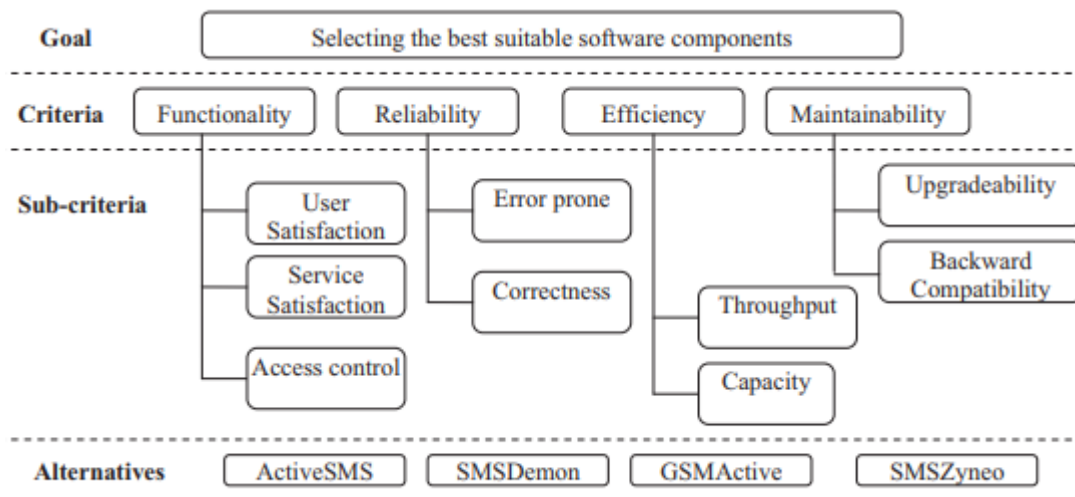 Goal
Selecting the best suitable software components
Criteria
Functionality
Reliability
Efficiency
Maintainability
Sub-criteria
User
Satisfaction
Service
Satisfaction
Access control
Error prone
Correctness
Throughput
Capacity
Upgradeability
Backward
Compatibility
Alternatives
ActiveSMS
SMSDemon
GSMActive
SMSZyneo